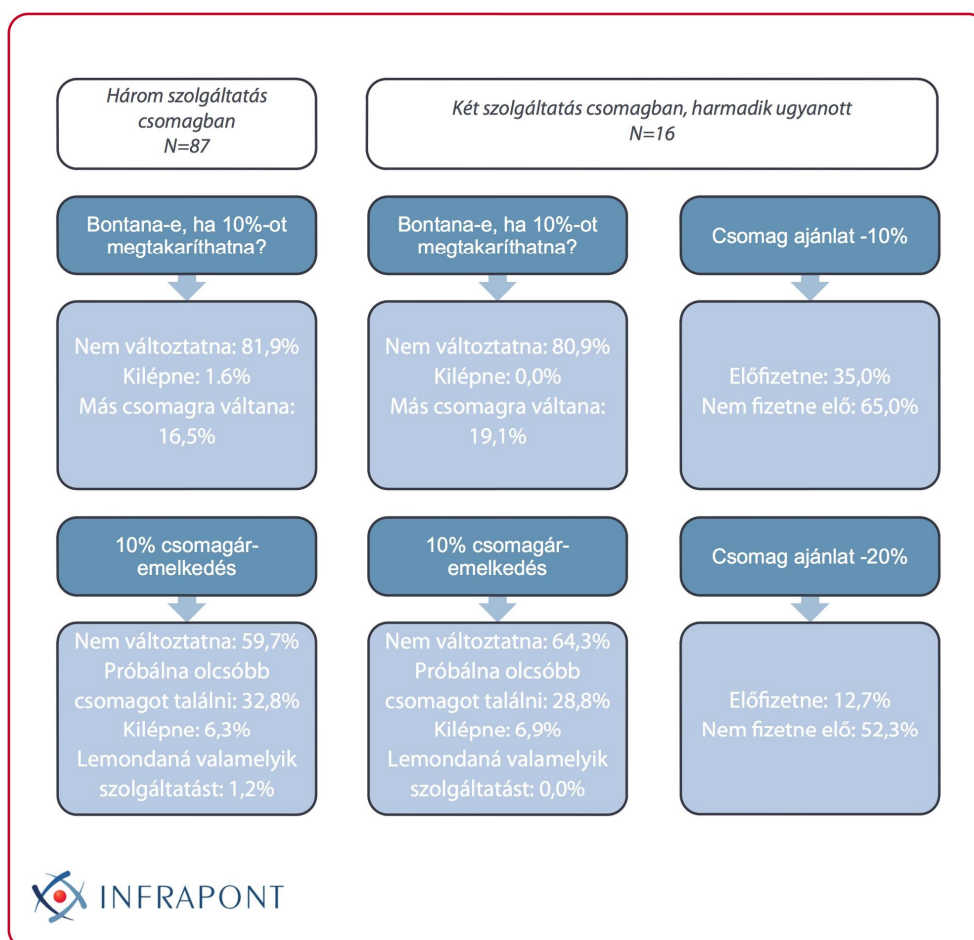 Három szolgáltatás
csomagban
N=87
Két szolgáltatás csomagban, harmadik ugyanott
N=16
Bontana-e, ha 10%-ot
megtakaríthatna?
Bontana-e, ha 10%-ot
megtakaríthatna?
Csomag ajánlat -10%
Nem változtatna: 81,9%
Kilépne: 1.6%
Más csomagra váltana:
16,5%
Nem változtatna: 80,9%
Kilépne: 0,0%
Más csomagra váltana:
19,1%
Előfizetne: 35,0%
Nem fizetne elő: 65,0%
10% csomagár-
emelkedés
10% csomagár-
emelkedés
Csomag ajánlat -20%
Nem változtatna: 59,7%
Próbálna olcsóbb
csomagot találni: 32,8%
Kilépne: 6,3%
Lemondaná valamelyik
szolgáltatást: 1,2%
Nem változtatna: 64,3%
Próbálna olcsóbb
csomagot találni: 28,8%
Kilépne: 6,9%
Lemondaná valamelyik
szolgáltatást: 0,0%
Előfizetne: 12,7%
Nem fizetne elő: 52,3%
INFRAPONT